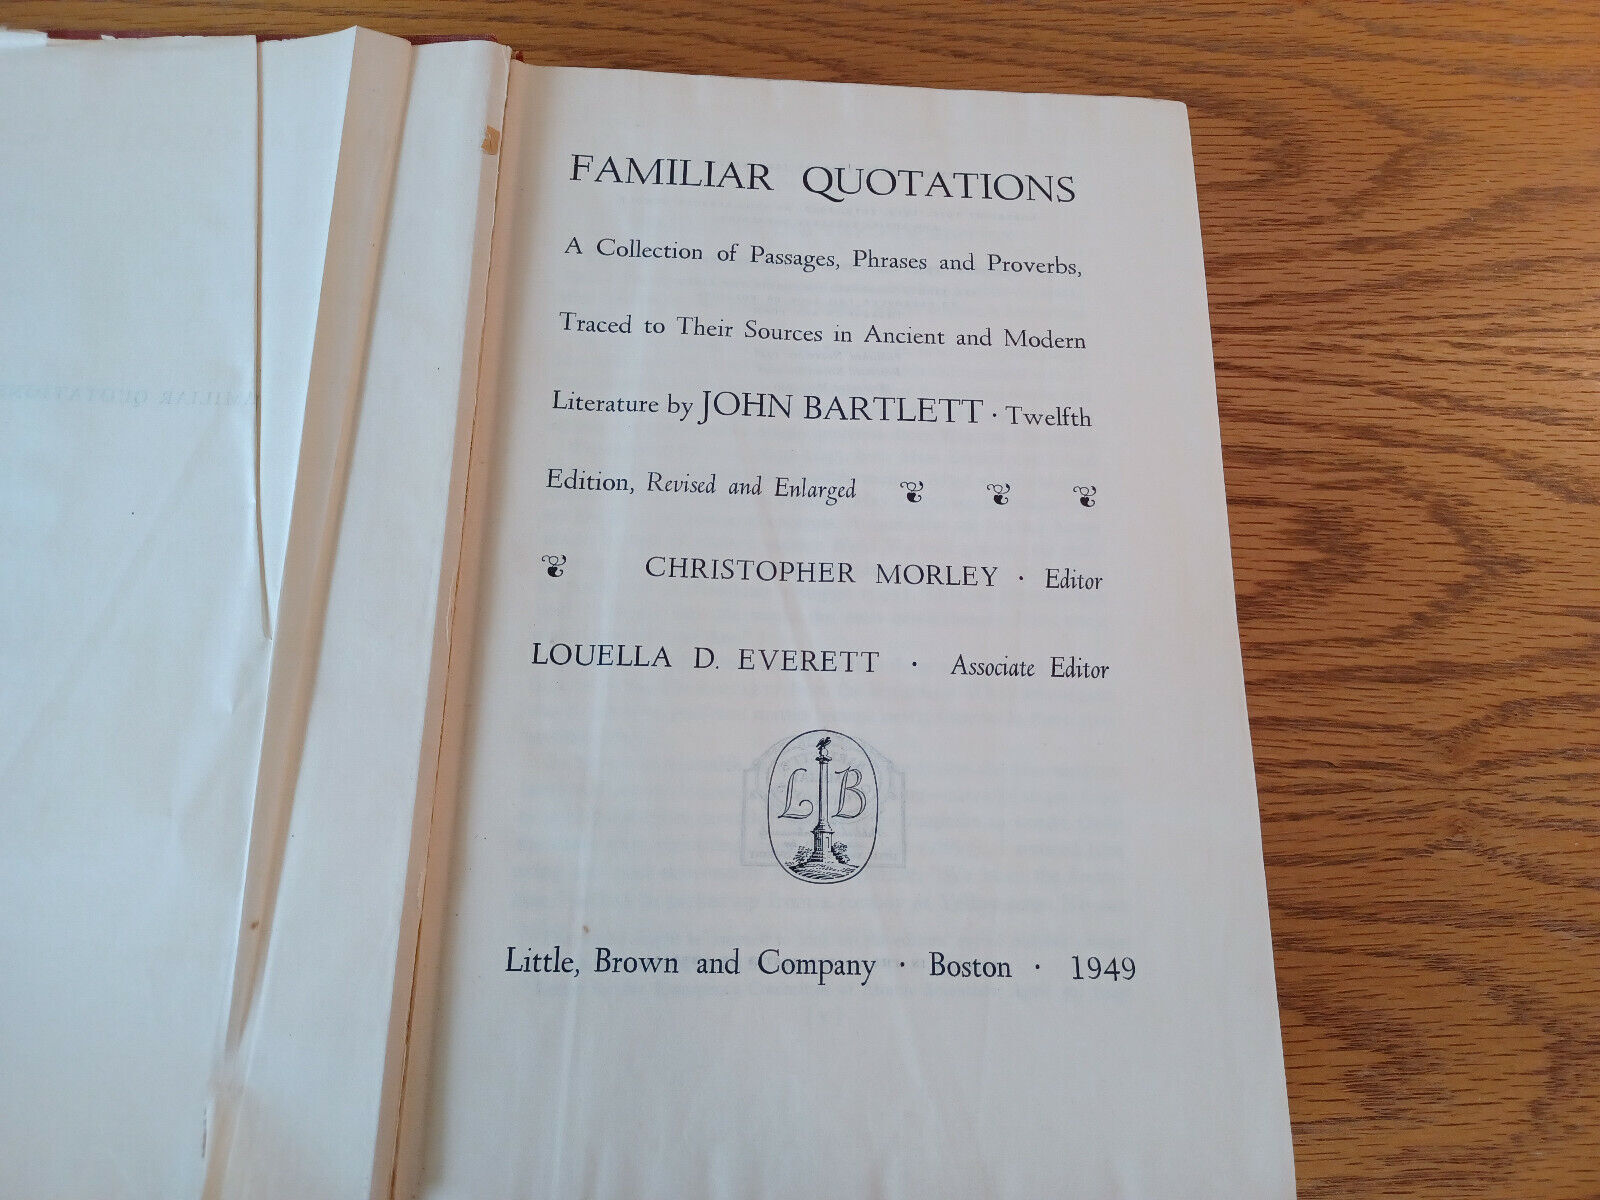 FAMILIAR QUOTATIONS
A Collection of Passages, Phrases and Proverbs,
Traced to Their Sources in Ancient and Modern
Literature by JOHN BARTLETT · Twelfth
Edition, Revised and Enlarged
CHRISTOPHER MORLEY · Editor
LOUELLA D. EVERETT · Associate Editor
L B
Little, Brown and Company · Boston · 1949